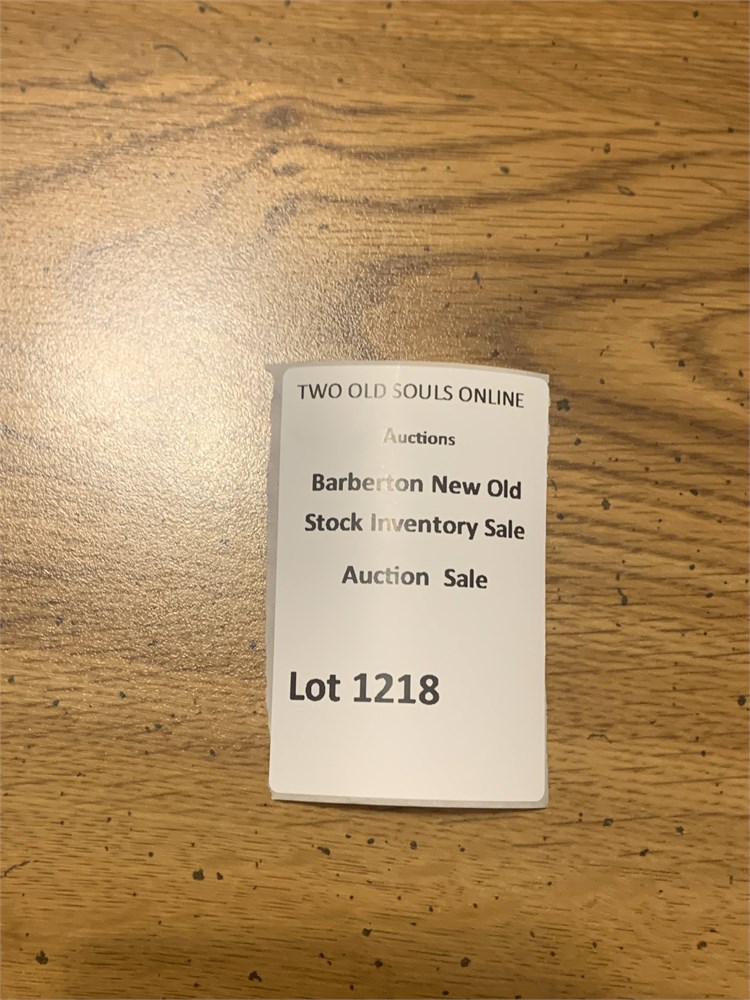 TWO OLD SOULS ONLINE
Auctions
Barberton New Old
Stock Inventory Sale
Auction Sale
Lot 1218